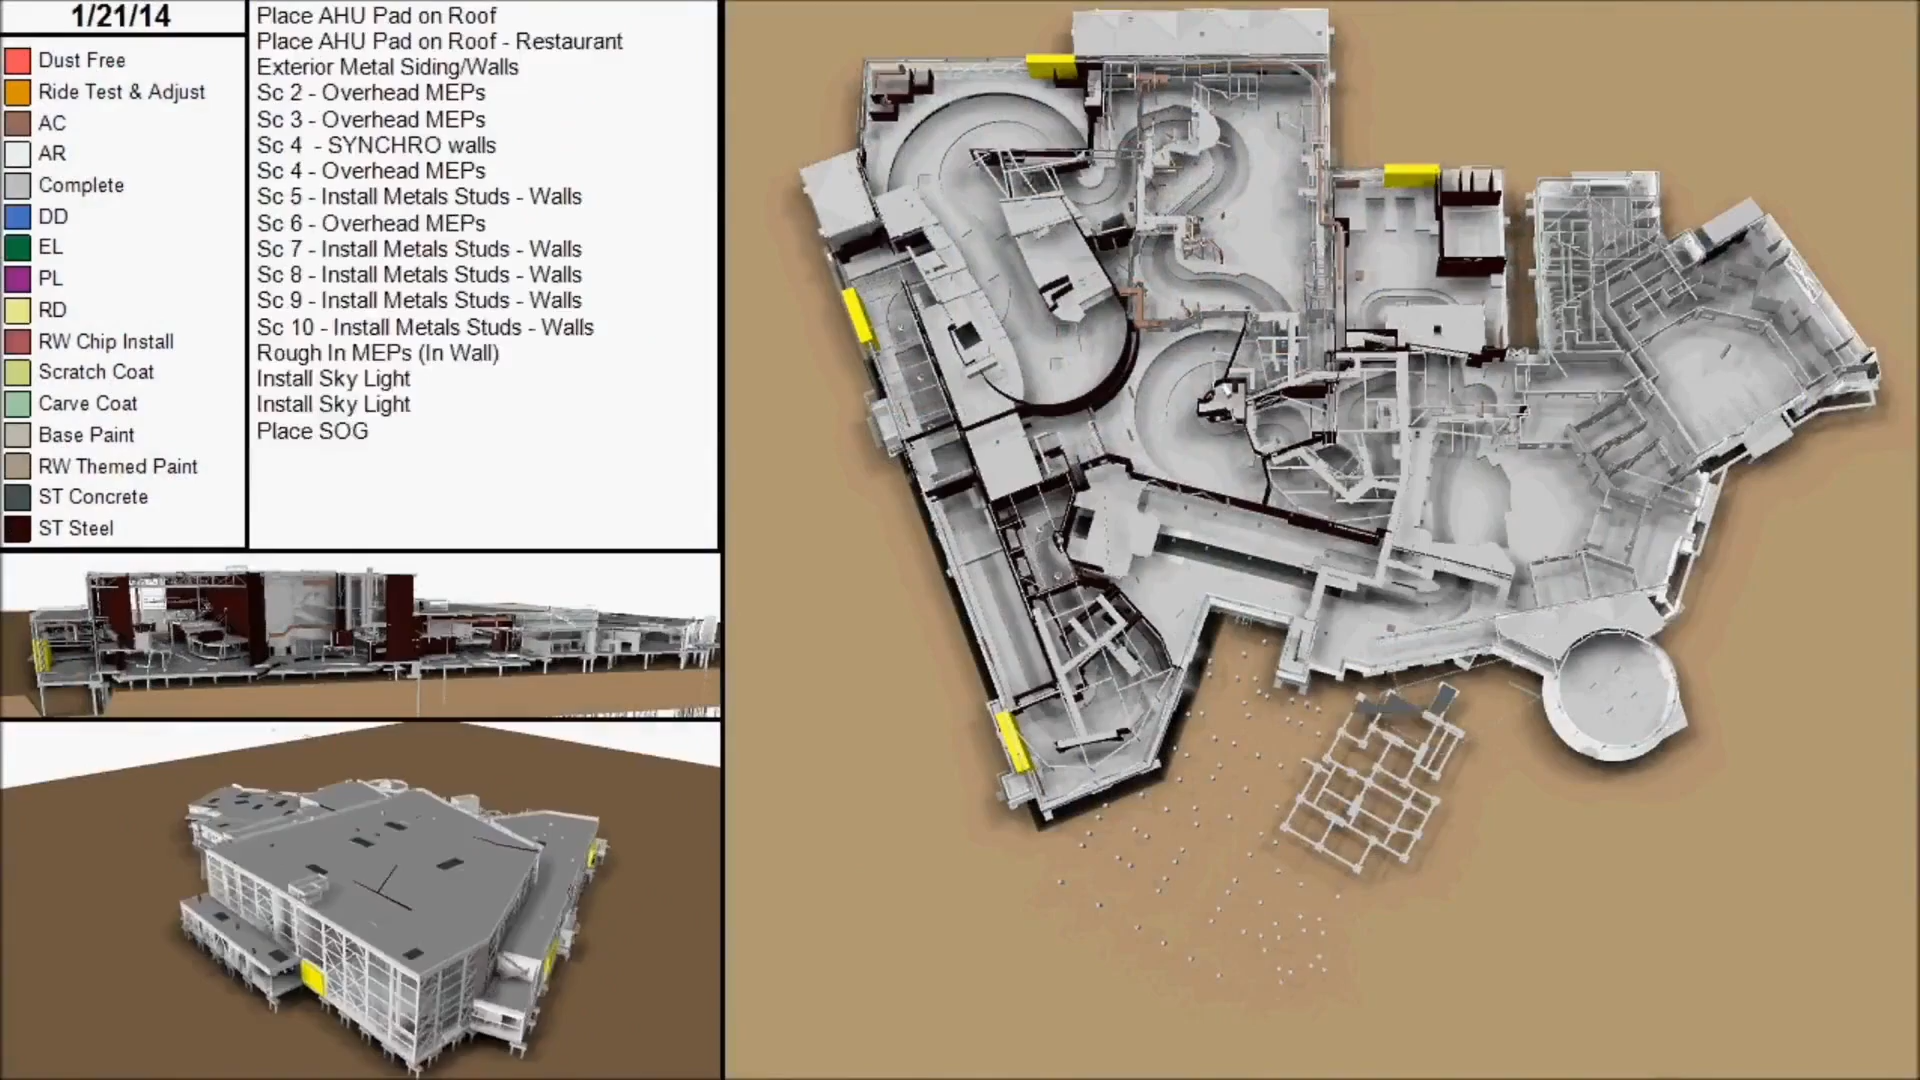 1/21/14
Dust Free
Ride Test & Adjust
AC
AR
Complete
DD
EL
PL
RD
RW Chip Install
Scratch Coat
Carve Coat
Base Paint
RW Themed Paint
ST Concrete
ST Steel
Place AHU Pad on Roof
Place AHU Pad on Roof - Restaurant
Exterior Metal Siding/Walls
Sc 2 - Overhead MEPs
Sc 3 - Overhead MEPs
Sc 4 - SYNCHRO walls
Sc 4 - Overhead MEPs
Sc 5 - Install Metals Studs - Walls
Sc 6 - Overhead MEPs
Sc 7 - Install Metals Studs - Walls
Sc 8 - Install Metals Studs - Walls
Sc 9 - Install Metals Studs - Walls
Sc 10 - Install Metals Studs - Walls
Rough In MEPs (In Wall)
Install Sky Light
Install Sky Light
Place SOG